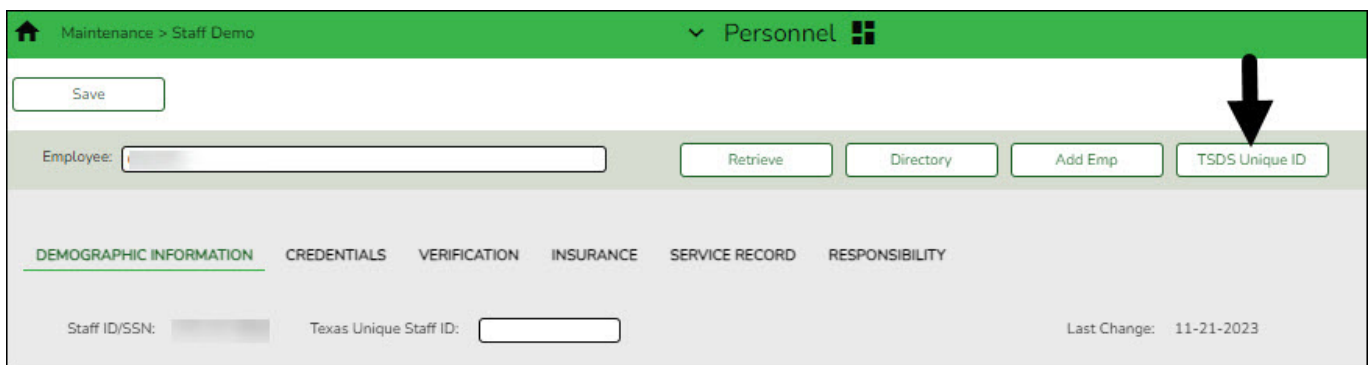 Maintenance > Staff Demo Personnel
Save
Employee: Retrieve Directory Add Emp TSDS Unique ID
DEMOGRAPHIC INFORMATION CREDENTIALS VERIFICATION INSURANCE SERVICE RECORD RESPONSIBILITY
Staff ID/SSN: Texas Unique Staff ID: Last Change: 11-21-2023